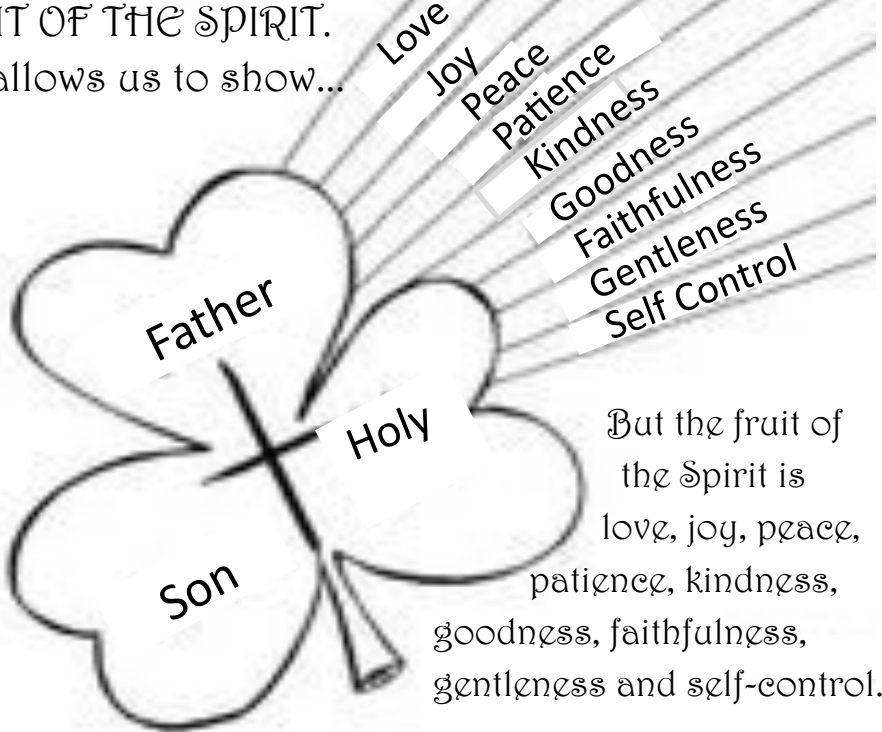 IT OF THE SPIRIT.
allows us to show...
Love
Joy
Peace
Patience
Kindness
Goodness
Faithfulness
Gentleness
Self Control
Father
Holy
Son
But the fruit of
the Spirit is
love, joy, peace,
patience, kindness,
goodness, faithfulness,
gentleness and self-control.